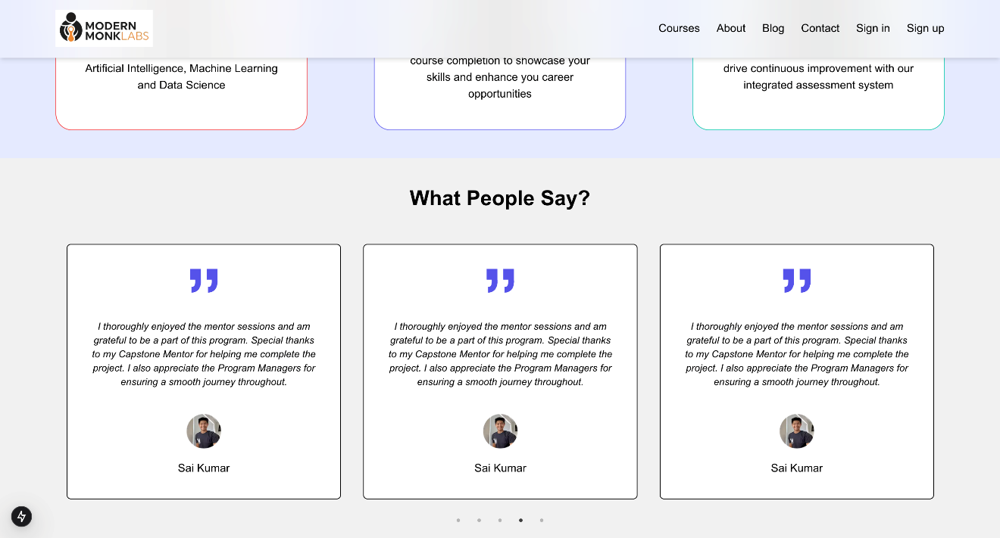 MODERN
MONKLABS
Courses About Blog Contact Sign in Sign up
Artificial Intelligence, Machine Learning
and Data Science
course completion to showcase your
skills and enhance you career
opportunities
drive continuous improvement with our
integrated assessment system
What People Say?
I thoroughly enjoyed the mentor sessions and am
grateful to be a part of this program. Special thanks
to my Capstone Mentor for helping me complete the
project. I also appreciate the Program Managers for
ensuring a smooth journey throughout.
Sai Kumar
I thoroughly enjoyed the mentor sessions and am
grateful to be a part of this program. Special thanks
to my Capstone Mentor for helping me complete the
project. I also appreciate the Program Managers for
ensuring a smooth journey throughout.
Sai Kumar
I thoroughly enjoyed the mentor sessions and am
grateful to be a part of this program. Special thanks
to my Capstone Mentor for helping me complete the
project. I also appreciate the Program Managers for
ensuring a smooth journey throughout.
Sai Kumar